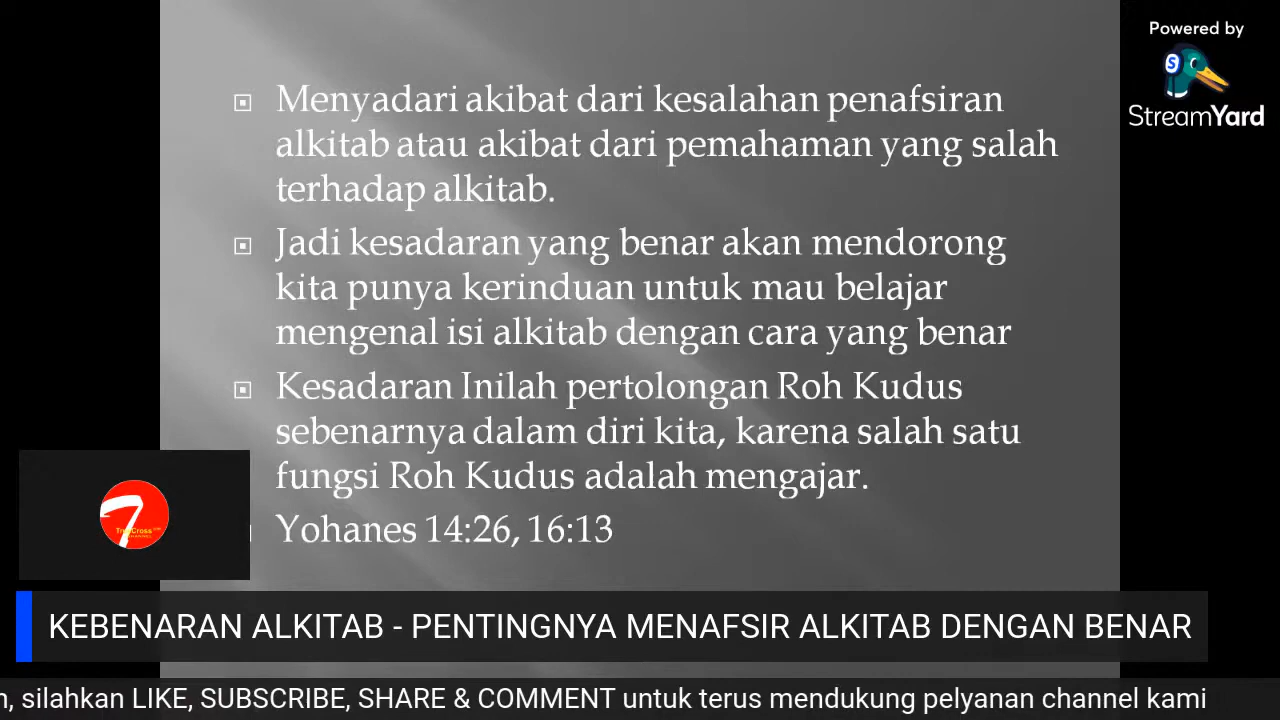 Powered by
StreamYard
Menyadari akibat dari kesalahan penafsiran
alkitab atau akibat dari pemahaman yang salah
terhadap alkitab.
Jadi kesadaran yang benar akan mendorong
kita punya kerinduan untuk mau belajar
mengenal isi alkitab dengan cara yang benar
Kesadaran Inilah pertolongan Roh Kudus
sebenarnya dalam diri kita, karena salah satu
fungsi Roh Kudus adalah mengajar.
Yohanes 14:26, 16:13
KEBENARAN ALKITAB - PENTINGNYA MENAFSIR ALKITAB DENGAN BENAR
silahkan LIKE, SUBSCRIBE, SHARE & COMMENT untuk terus mendukung pelyanan channel kami